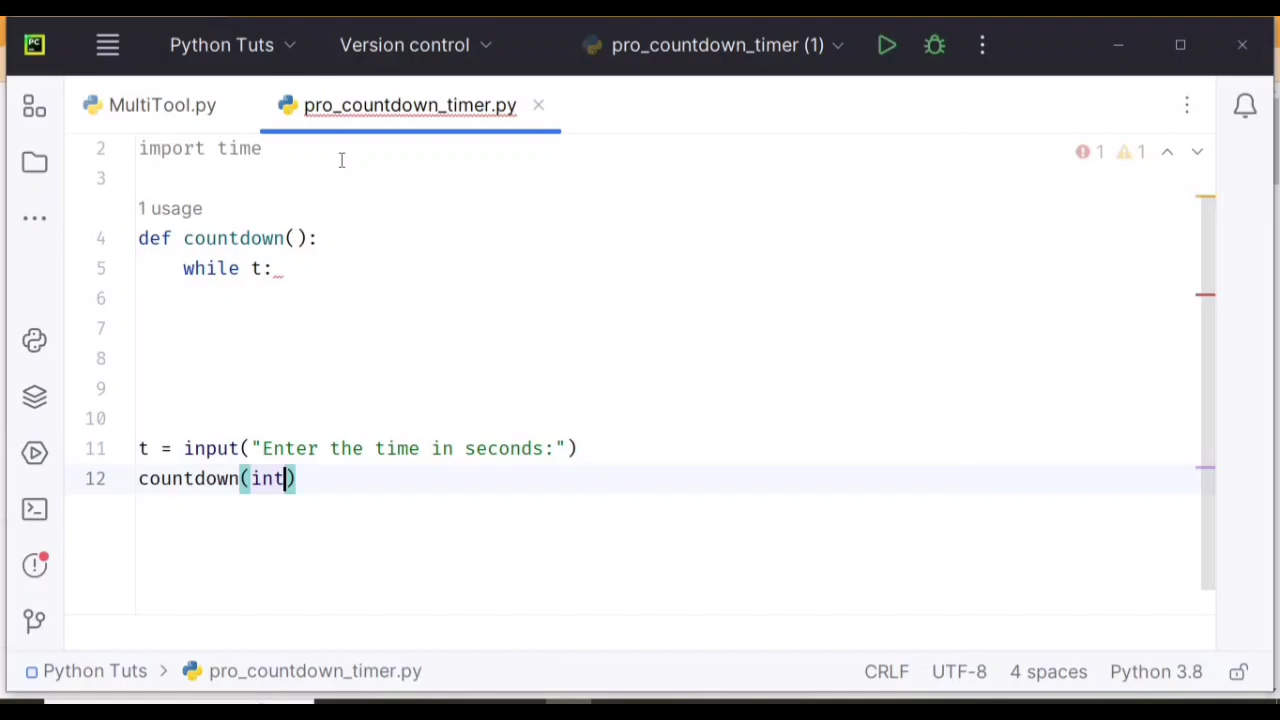 PC
Python Tuts
Version control
pro_countdown_timer (1)
MultiTool.py
pro_countdown_timer.py
2 import time
1 1
3
1 usage
4 def countdown():
5 while t:
6
7
8
9
10
11 t = input("Enter the time in seconds:")
12 countdown(int)
Python Tuts > pro_countdown_timer.py
CRLF UTF-8 4 spaces Python 3.8